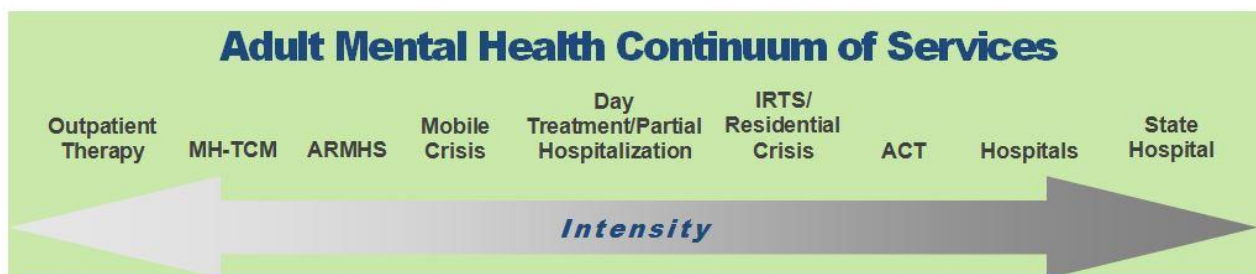 Adult Mental Health Continuum of Services
Outpatient
Therapy
MH-TCM
ARMHS
Mobile
Crisis
Day
Treatment/Partial
Hospitalization
IRTS/
Residential
Crisis
ACT
Hospitals
State
Hospital
Intensity